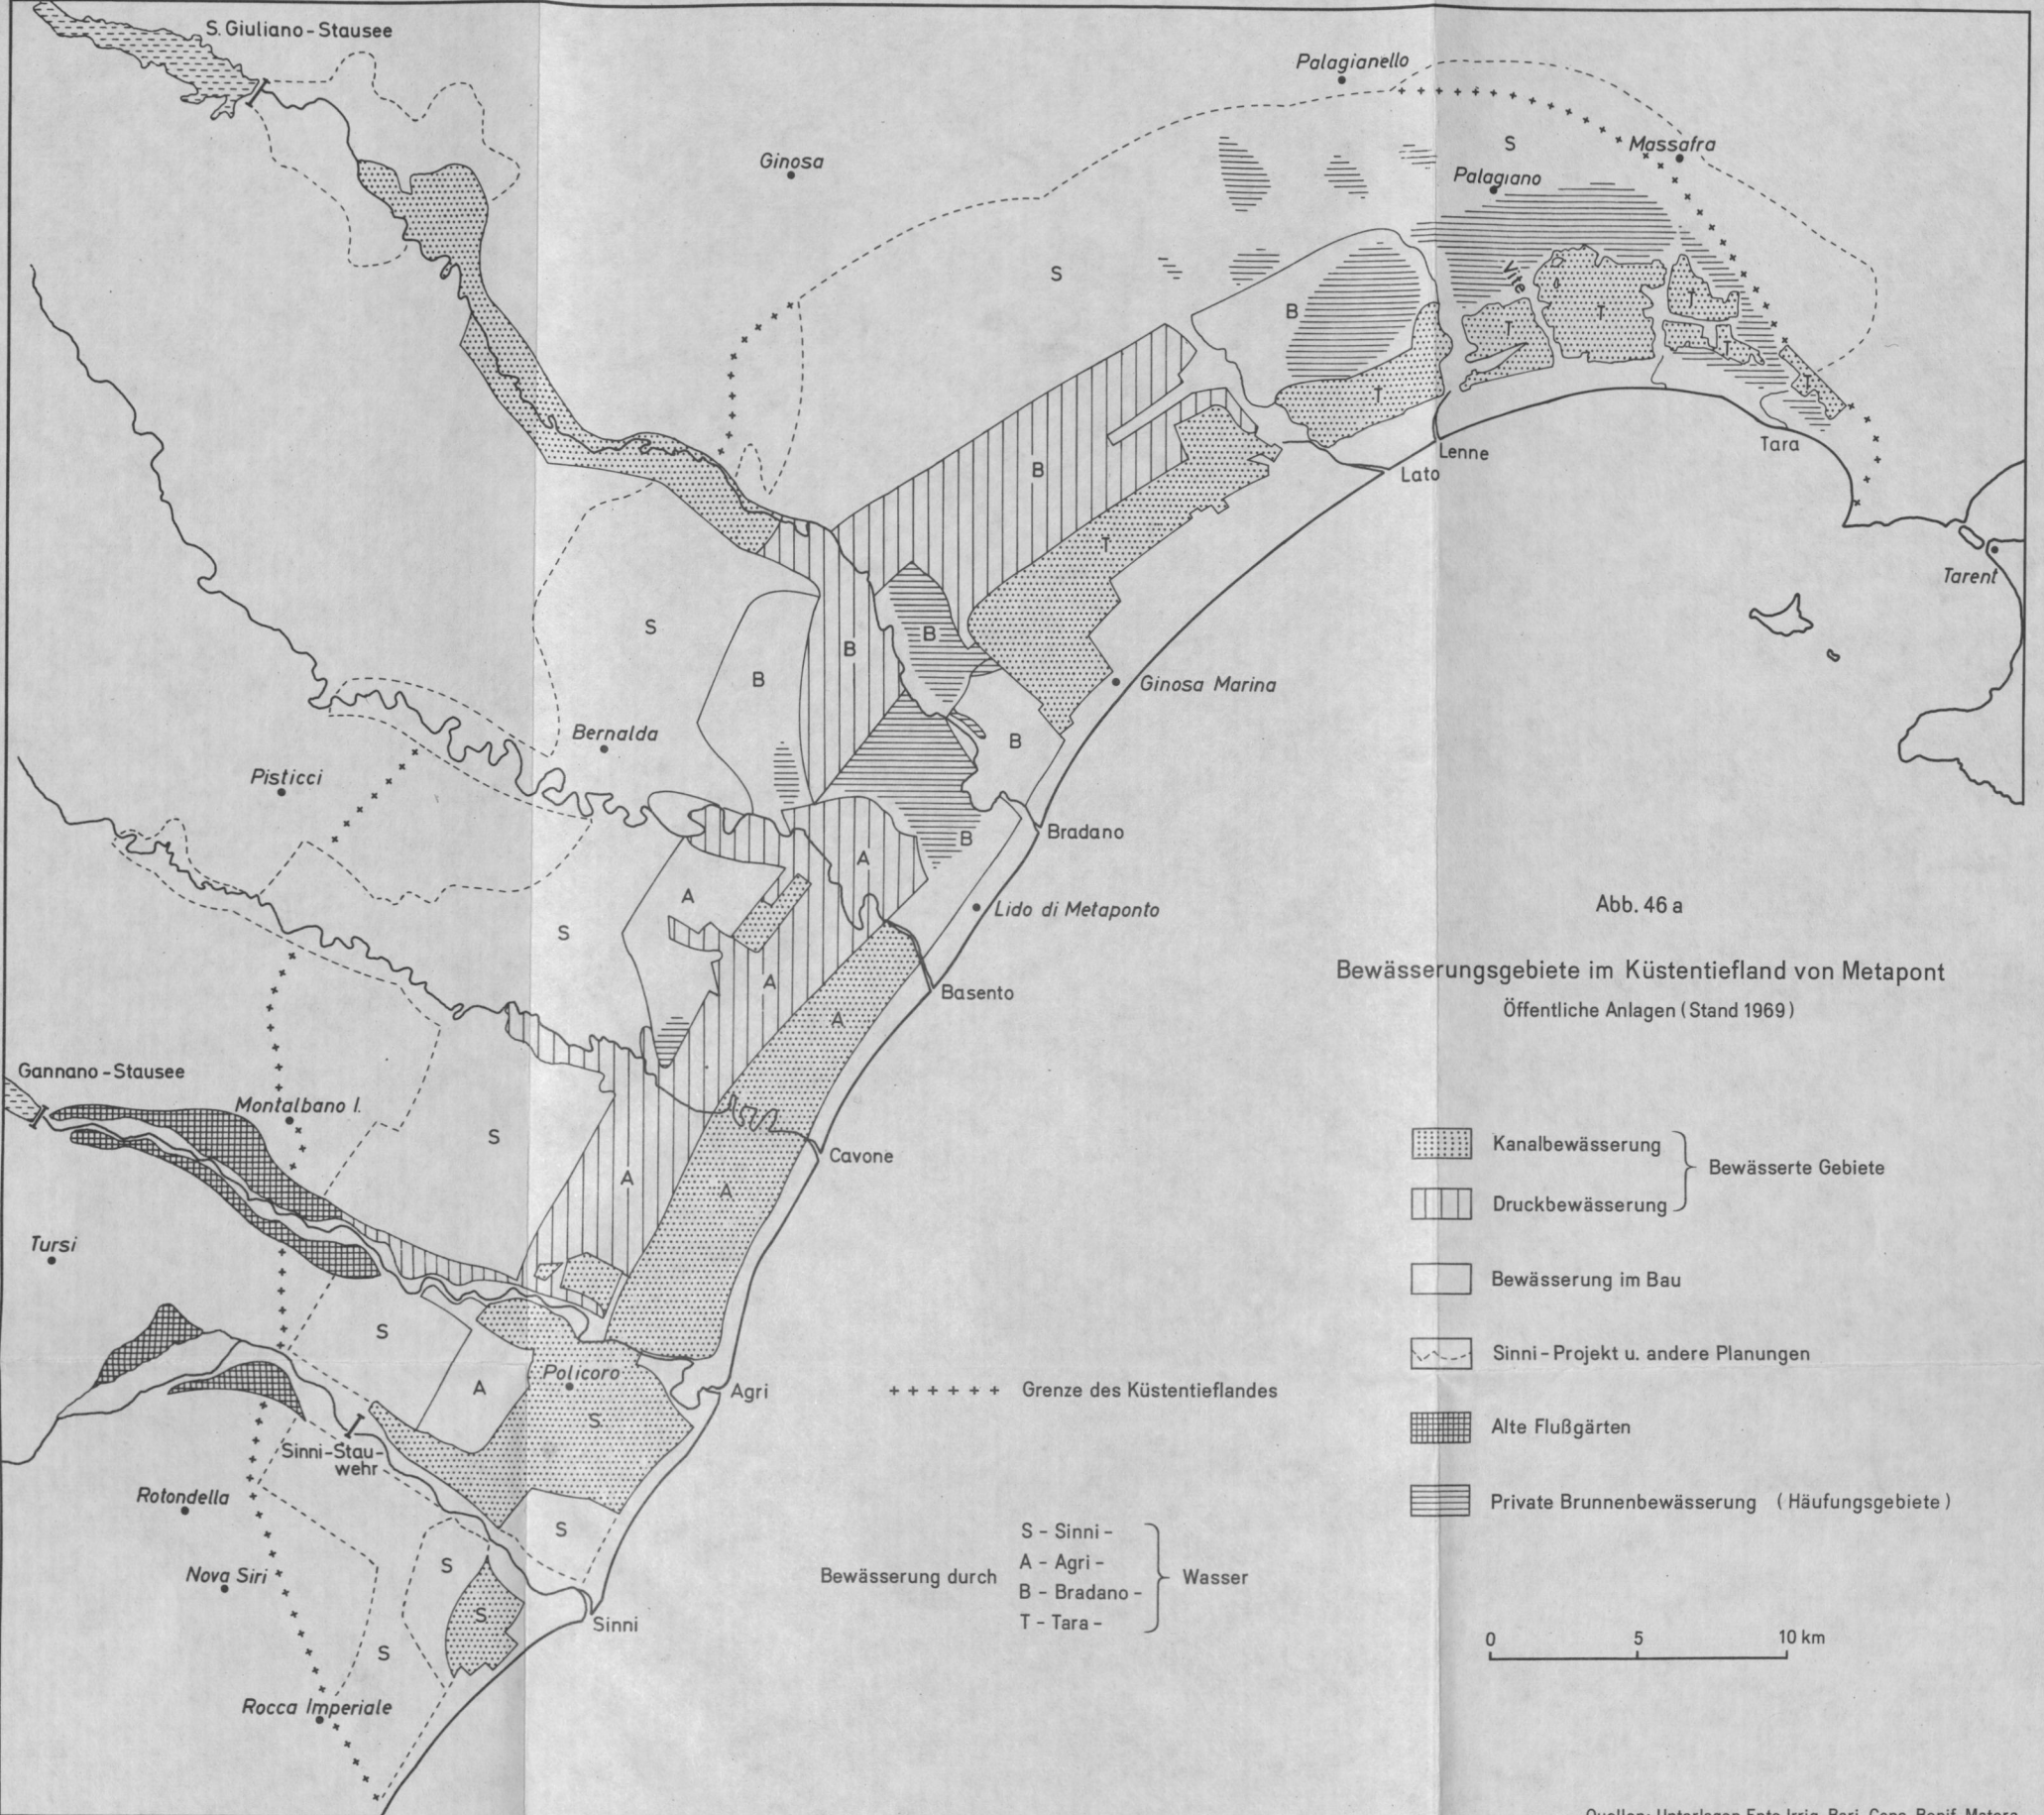 S. Giuliano-Stausee
Palagianello
Ginosa
S
Massafra
Palagiano
S
Vite
B
T
T
T
T
T
T
B
Lenne
Lato
Tara
T
Tarent
S
B
B
B
Ginosa Marina
Bernalda
B
Pisticci
Bradano
B
A
A
Lido di Metaponto
S
A
Basento
A
Abb. 46 a
Bewässerungsgebiete im Küstentiefland von Metapont
Öffentliche Anlagen (Stand 1969)
Gannano-Stausee
Montalbano I.
S
Cavone
A
A
Kanalbewässerung
Bewässerte Gebiete
Druckbewässerung
Tursi
Bewässerung im Bau
S
Sinni-Projekt u. andere Planungen
Policoro
A
Agri
S
Grenze des Küstentieflandes
Alte Flußgärten
Sinni-Stau-
wehr
Rotondella
Private Brunnenbewässerung (Häufungsgebiete)
S
S
Nova Siri
S
Sinni
S
Rocca Imperiale
Bewässerung durch
S - Sinni -
A - Agri -
B - Bradano -
T - Tara -
Wasser
0 5 10 km